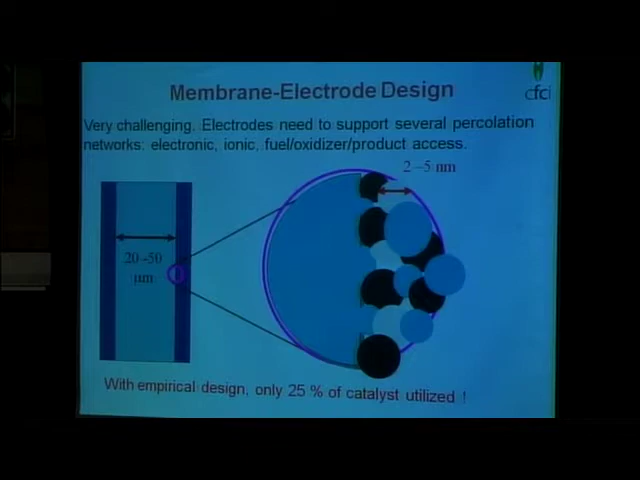 Membrane-Electrode Design
cfci
Very challenging. Electrodes need to support several percolation
networks: electronic, ionic, fuel/oxidizer/product access.
2–5 nm
20-50
µm
With empirical design, only 25 % of catalyst utilized !